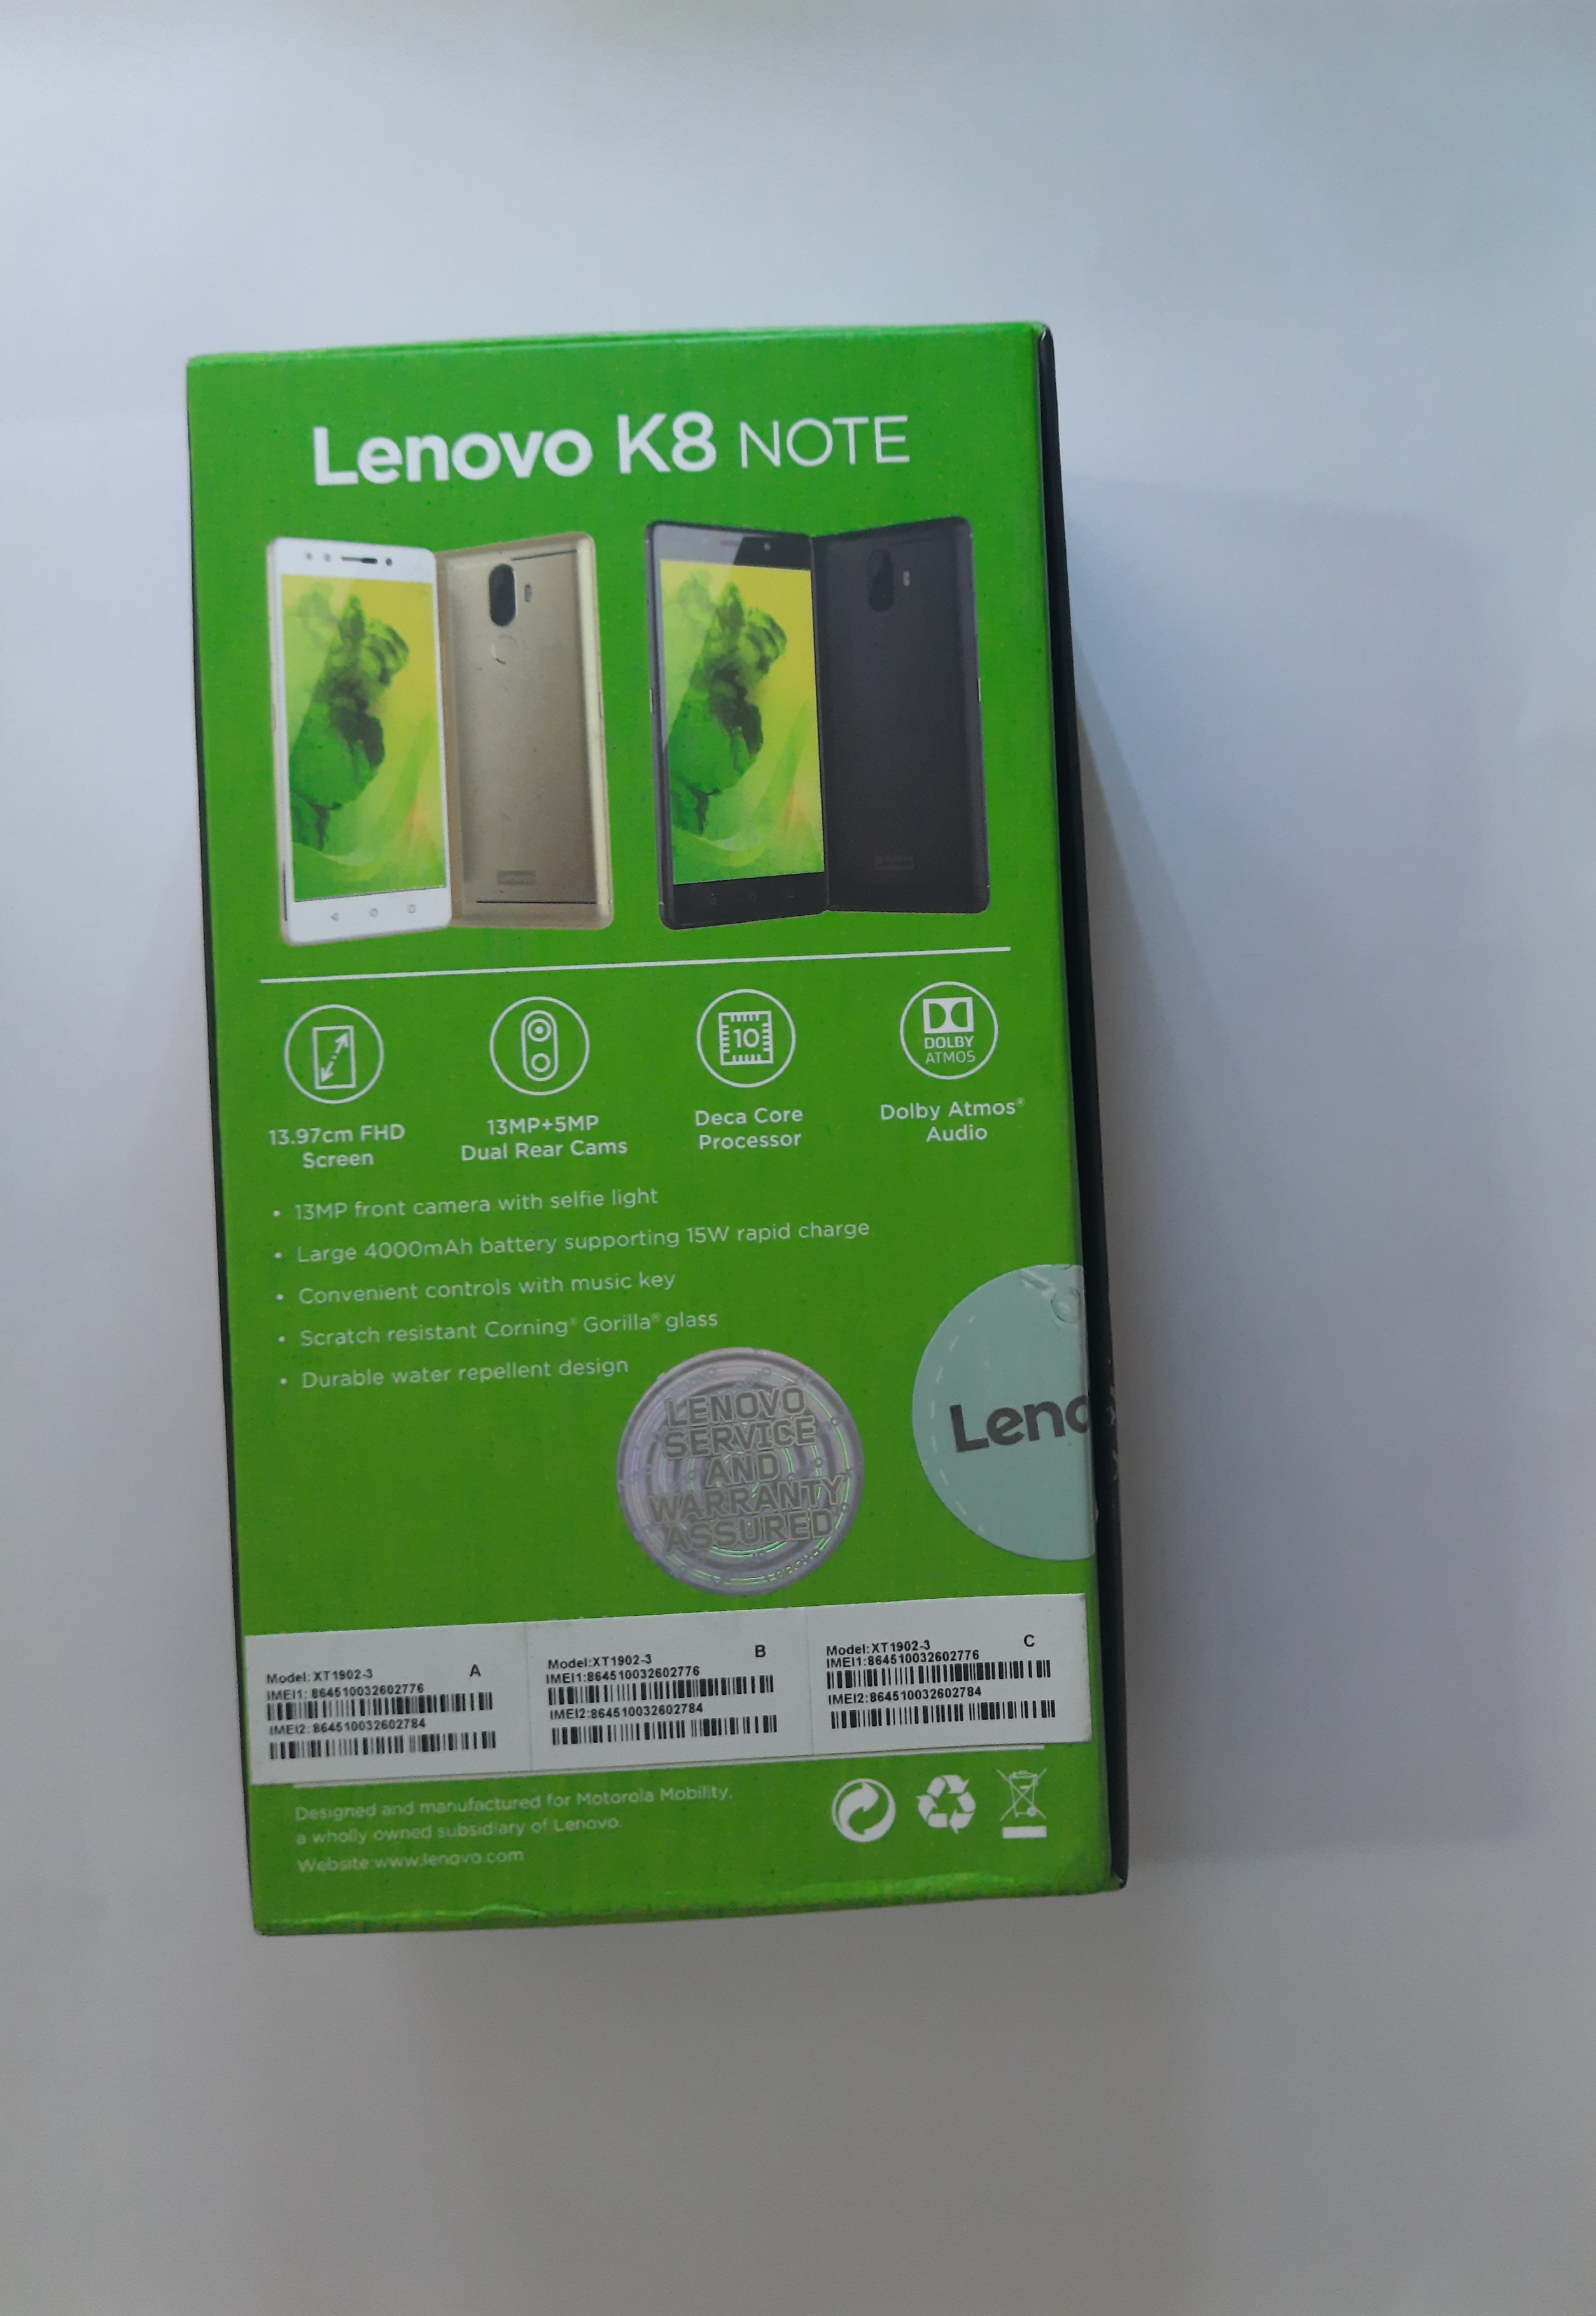 Lenovo K8 NOTE
10
DOLBY
ATMOS
13.97cm FHD
Screen
13MP+5MP
Dual Rear Cams
Deca Core
Processor
Dolby Atmos®
Audio
• 13MP front camera with selfie light
• Large 4000mAh battery supporting 15W rapid charge
• Convenient controls with music key
• Scratch resistant Corning® Gorilla® glass
• Durable water repellent design
LENOVO
SERVICE
AND
WARRANTY
ASSURED
Leno
Model:XT1902-3 A
IMEI1:864510032602776
IMEI2:864510032602784
Model:XT1902-3 B
IMEI1:864510032602776
IMEI2:864510032602784
Model:XT1902-3 C
IMEI1:864510032602776
IMEI2:864510032602784
Designed and manufactured for Motorola Mobility,
a wholly owned subsidiary of Lenovo.
Website:www.lenovo.com